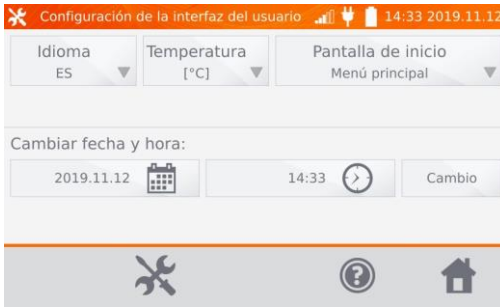 Configuración de la interfaz del usuario 14:33 2019.11.12
Idioma
ES
Temperatura
[°C]
Pantalla de inicio
Menú principal
Cambiar fecha y hora:
2019.11.12 14:33 Cambio